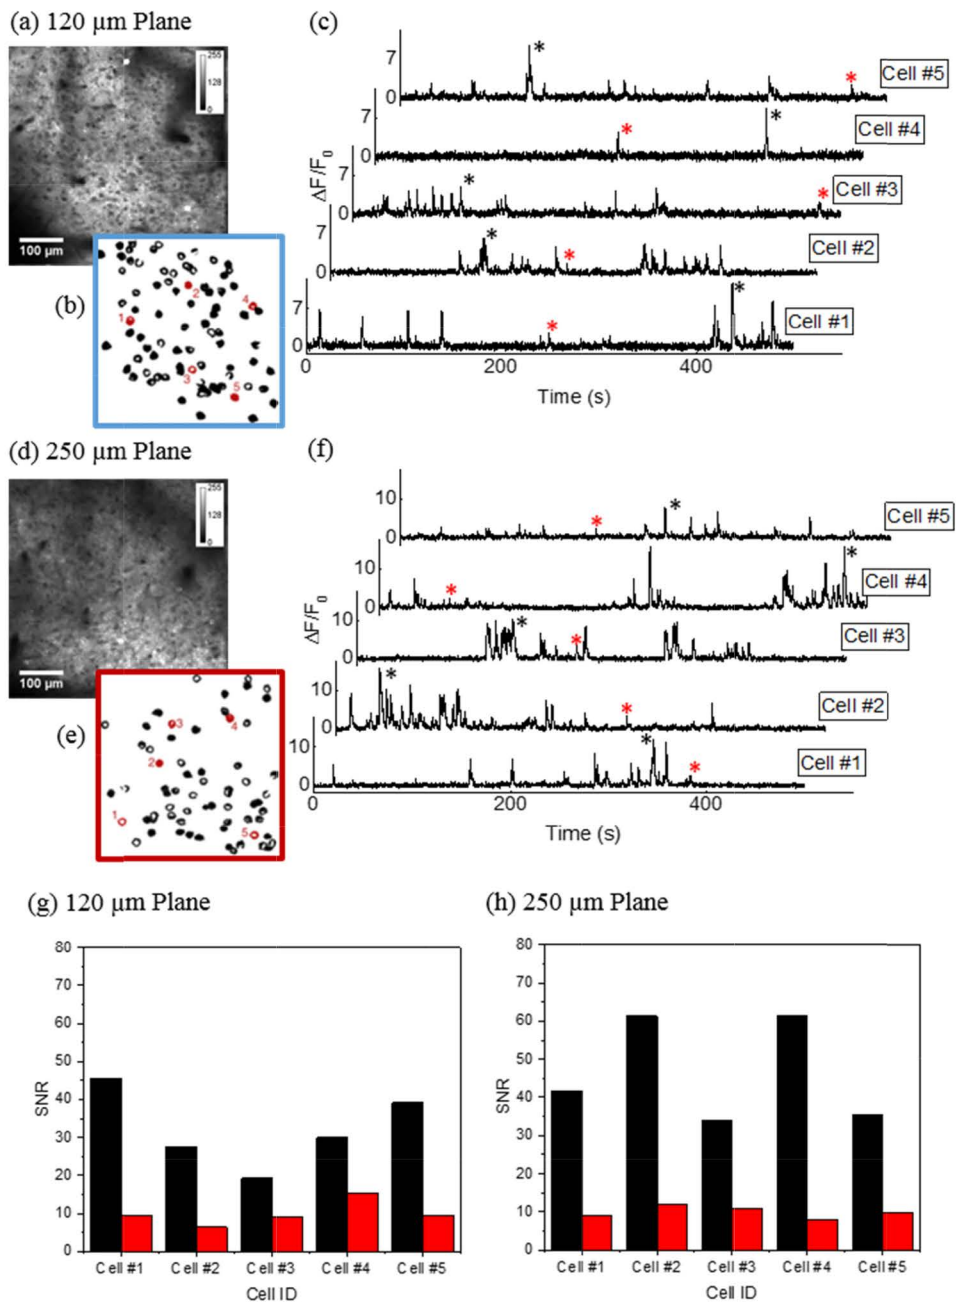 (a) 120 µm Plane
255
128
0
100 µm
(b)
1
2
3
4
5
(c)
7
0
*
*
Cell #5
7
0
*
*
Cell #4
7
0
*
*
Cell #3
7
0
*
*
Cell #2
7
0
*
*
Cell #1
ΔF/F0
0
200
400
Time (s)
(d) 250 µm Plane
255
128
0
100 µm
(e)
3
4
2
1
5
(f)
10
0
*
*
Cell #5
10
0
*
*
Cell #4
10
0
*
*
Cell #3
10
0
*
*
Cell #2
10
0
*
*
Cell #1
ΔF/F0
0
200
400
Time (s)
(g) 120 µm Plane
80
70
60
50
40
30
20
10
0
SNR
Cell #1 Cell #2 Cell #3 Cell #4 Cell #5
Cell ID
(h) 250 µm Plane
80
70
60
50
40
30
20
10
0
SNR
Cell #1 Cell #2 Cell #3 Cell #4 Cell #5
Cell ID